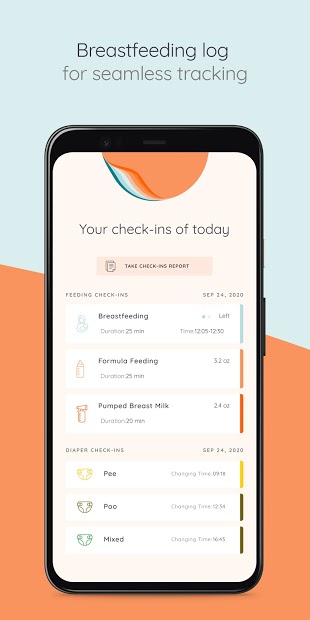 Breastfeeding log
for seamless tracking
Your check-ins of today
TAKE CHECK-INS REPORT
FEEDING CHECK-INS SEP 24, 2020
Breastfeeding Left
Duration:25 min Time:12:05-12:30
Formula Feeding 3.2 oz
Duration:25 min
Pumped Breast Milk 2.4 oz
Duration:20 min
DIAPER CHECK-INS SEP 24, 2020
Pee Changing Time:09:18
Poo Changing Time:12:34
Mixed Changing Time:16:45